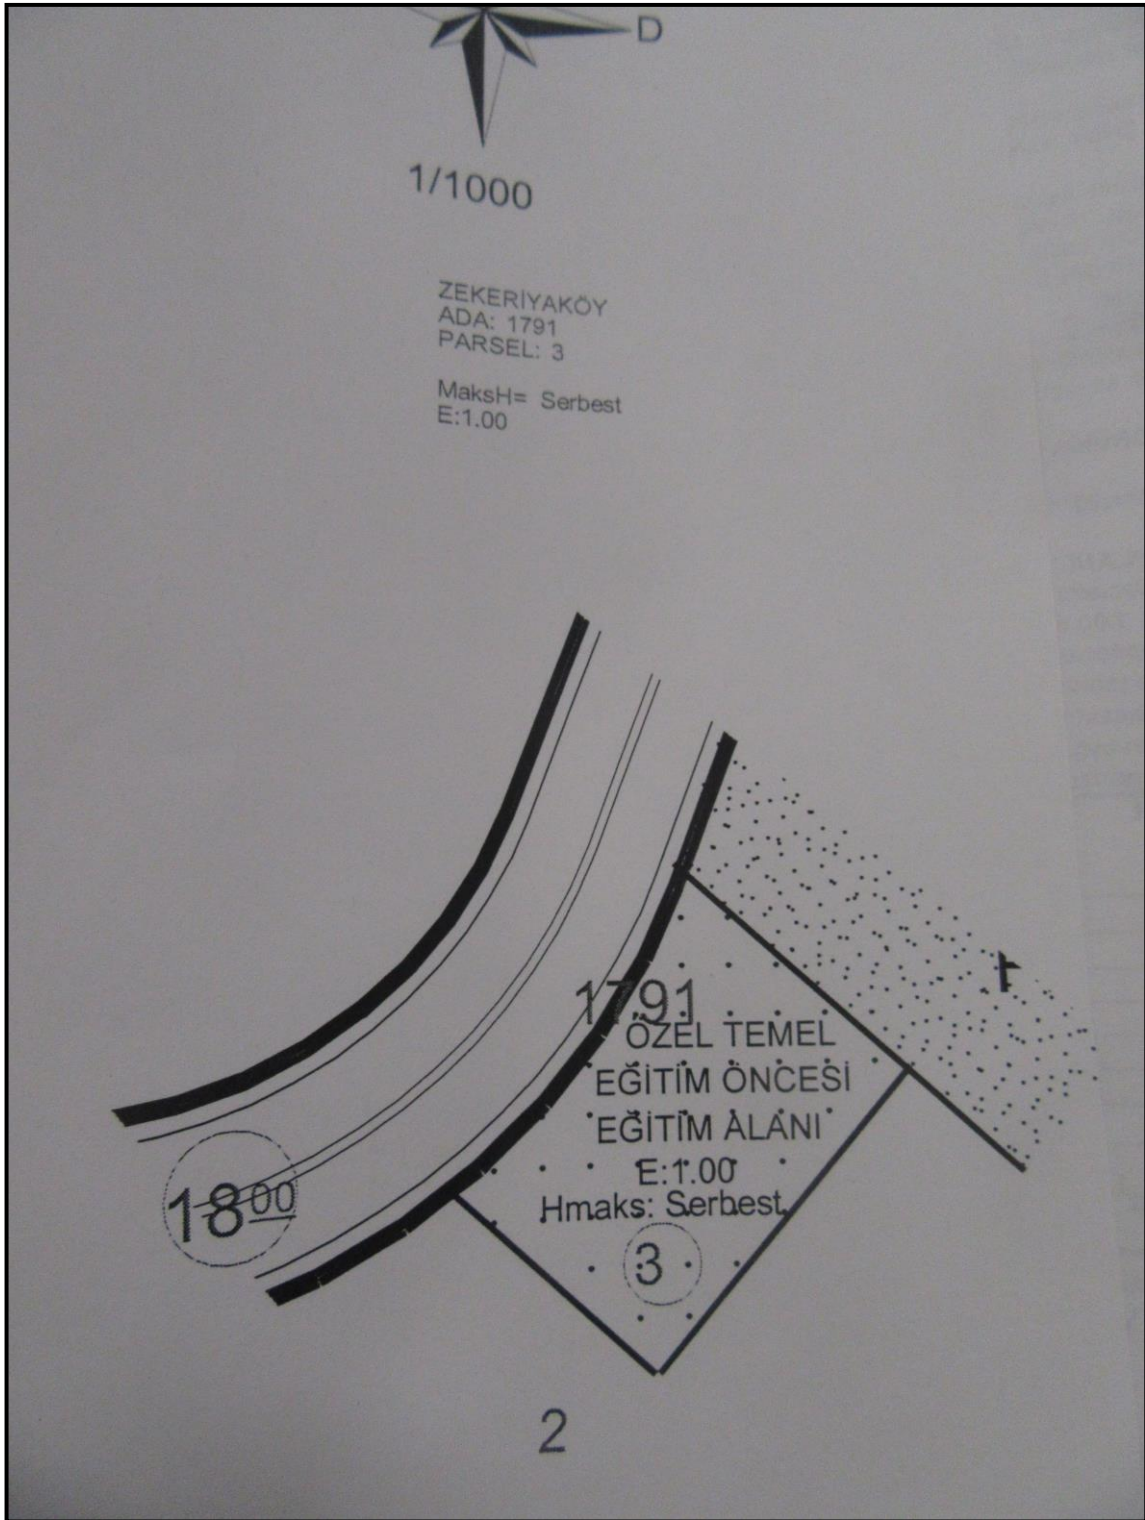 D
1/1000
ZEKERİYAKÖY
ADA: 1791
PARSEL: 3
MaksH= Serbest
E:1.00
1791
ÖZEL TEMEL
EĞİTİM ÖNCESİ
EĞİTİM ALANI
E:1.00
Hmaks: Serbest
1800
3
2